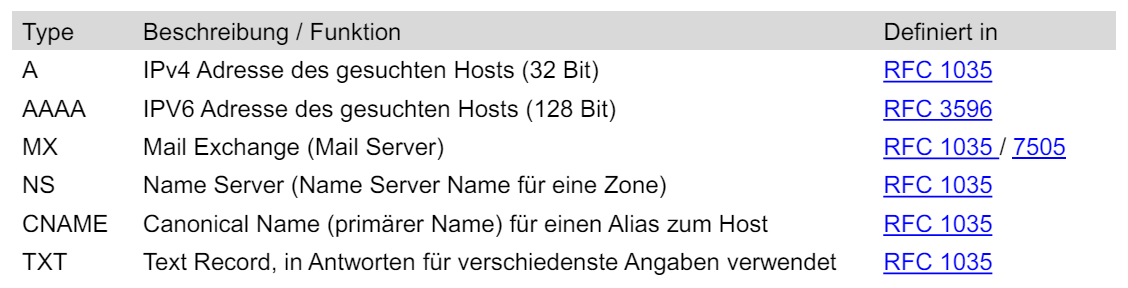 Type Beschreibung / Funktion Definiert in
A IPv4 Adresse des gesuchten Hosts (32 Bit) RFC 1035
AAAA IPV6 Adresse des gesuchten Hosts (128 Bit) RFC 3596
MX Mail Exchange (Mail Server) RFC 1035 / 7505
NS Name Server (Name Server Name für eine Zone) RFC 1035
CNAME Canonical Name (primärer Name) für einen Alias zum Host RFC 1035
TXT Text Record, in Antworten für verschiedenste Angaben verwendet RFC 1035